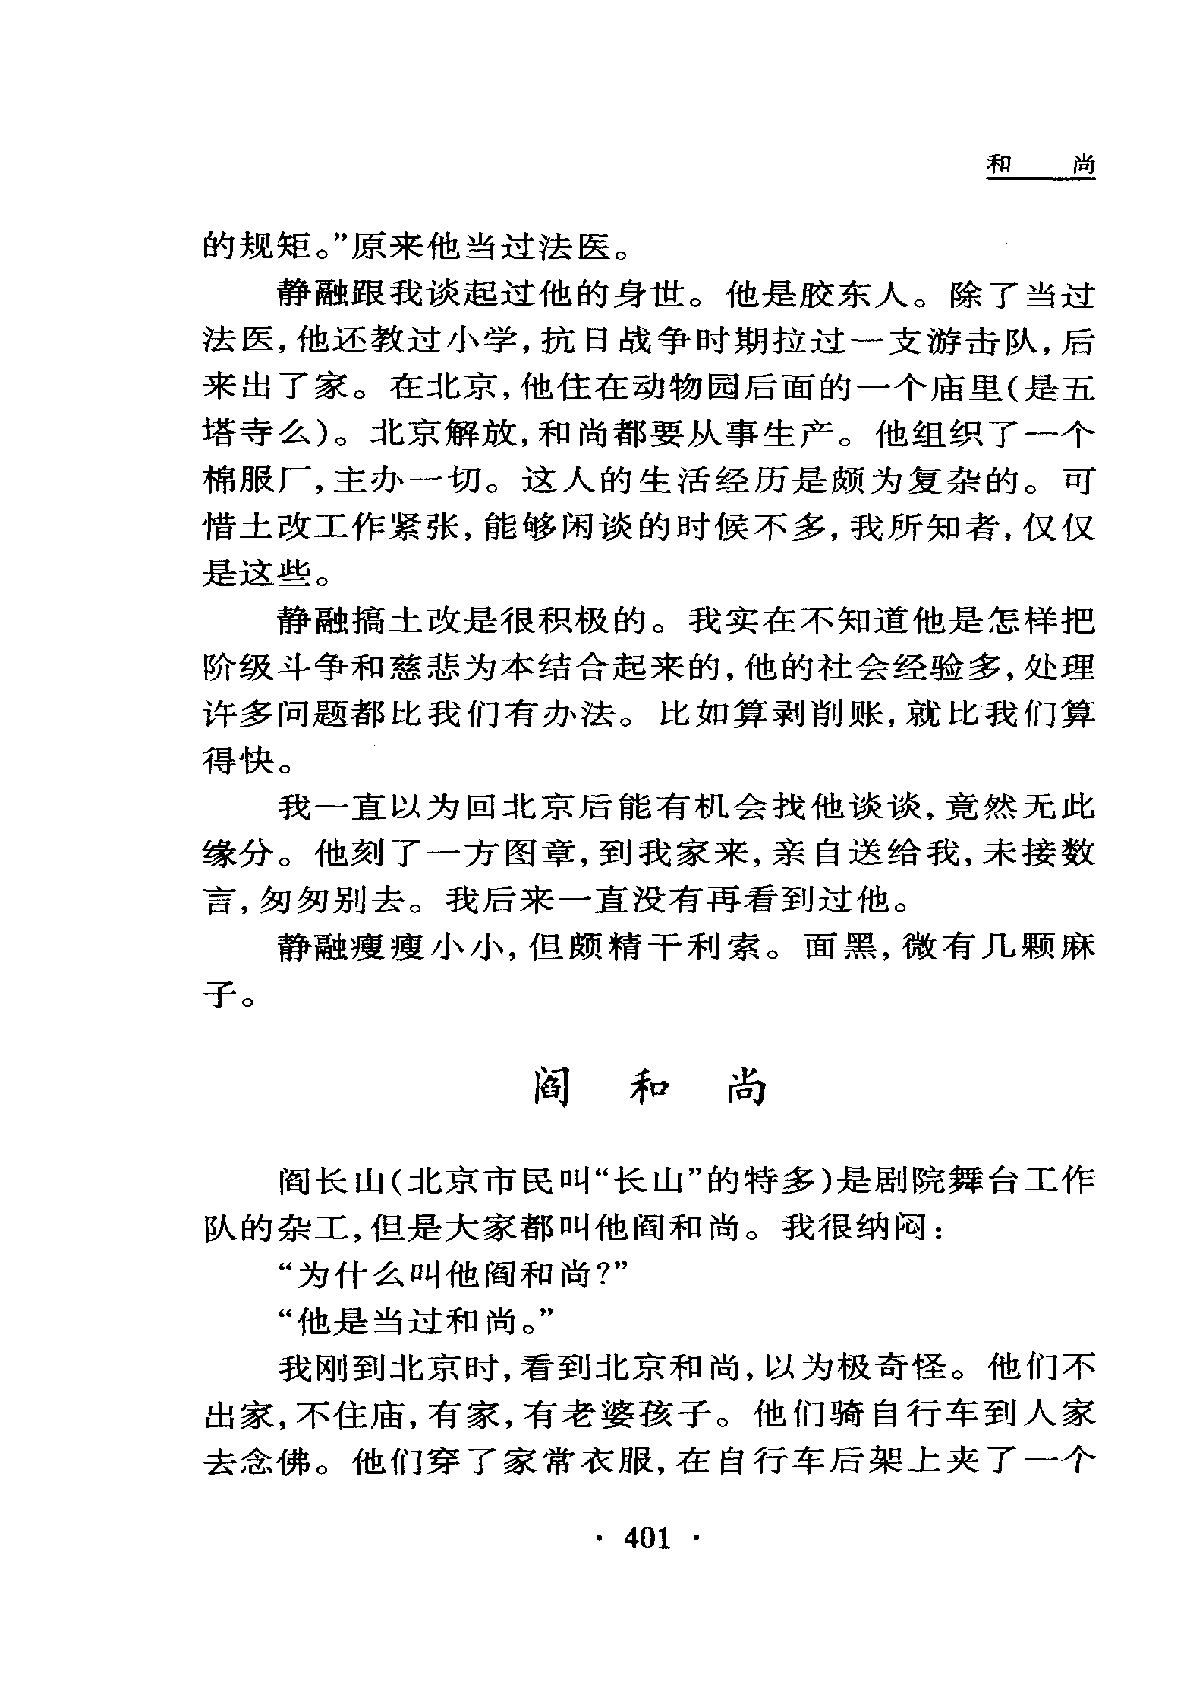 和　　尚
的规矩。”原来他当过法医。
静融跟我谈起过他的身世。他是胶东人。除了当过
法医,他还教过小学,抗日战争时期拉过一支游击队,后
来出了家。在北京,他住在动物园后面的一个庙里(是五
塔寺么)。北京解放,和尚都要从事生产。他组织了一个
棉服厂,主办一切。这人的生活经历是颇为复杂的。可
惜土改工作紧张,能够闲谈的时候不多,我所知者,仅仅
是这些。
静融搞土改是很积极的。我实在不知道他是怎样把
阶级斗争和慈悲为本结合起来的,他的社会经验多,处理
许多问题都比我们有办法。比如算剥削账,就比我们算
得快。
我一直以为回北京后能有机会找他谈谈,竟然无此
缘分。他刻了一方图章,到我家来,亲自送给我,未接数
言,匆匆别去。我后来一直没有再看到过他。
静融瘦瘦小小,但颇精干利索。面黑,微有几颗麻
子。
阎　和　尚
阎长山(北京市民叫“长山”的特多)是剧院舞台工作
队的杂工,但是大家都叫他阎和尚。我很纳闷:
“为什么叫他阎和尚?”
“他是当过和尚。”
我刚到北京时,看到北京和尚,以为极奇怪。他们不
出家,不住庙,有家,有老婆孩子。他们骑自行车到人家
去念佛。他们穿了家常衣服,在自行车后架上夹了一个
· 401 ·